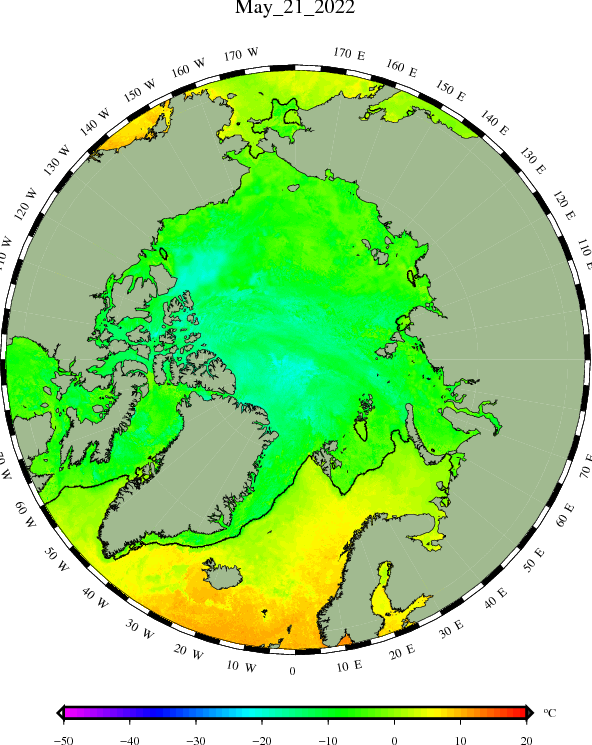 May_21_2022
170 W
170 E
160 W
160 E
150 W
150 E
140 W
140 E
130 W
130 E
120 W
120 E
110 E
70 E
60 W
60 E
50 W
50 E
40 W
40 E
30 W
30 E
20 W
20 E
10 W
10 E
0
°C
−50 −40 −30 −20 −10 0 10 20